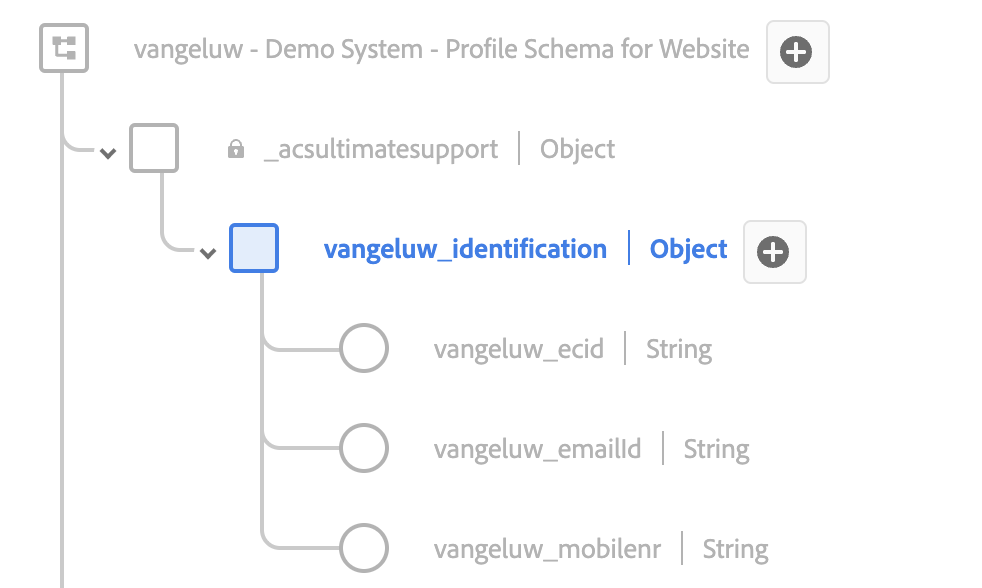 vangeluw - Demo System - Profile Schema for Website
_acsultimatesupport | Object
vangeluw_identification | Object
vangeluw_ecid | String
vangeluw_emailId | String
vangeluw_mobilenr | String